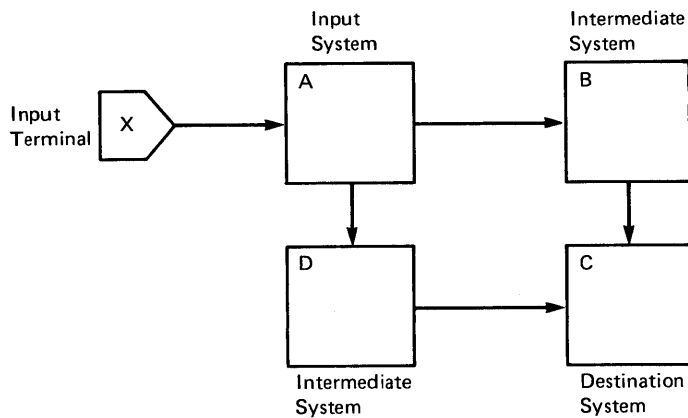 Input
System
Intermediate
System
A
B
Input
Terminal
X
D
C
Intermediate
System
Destination
System